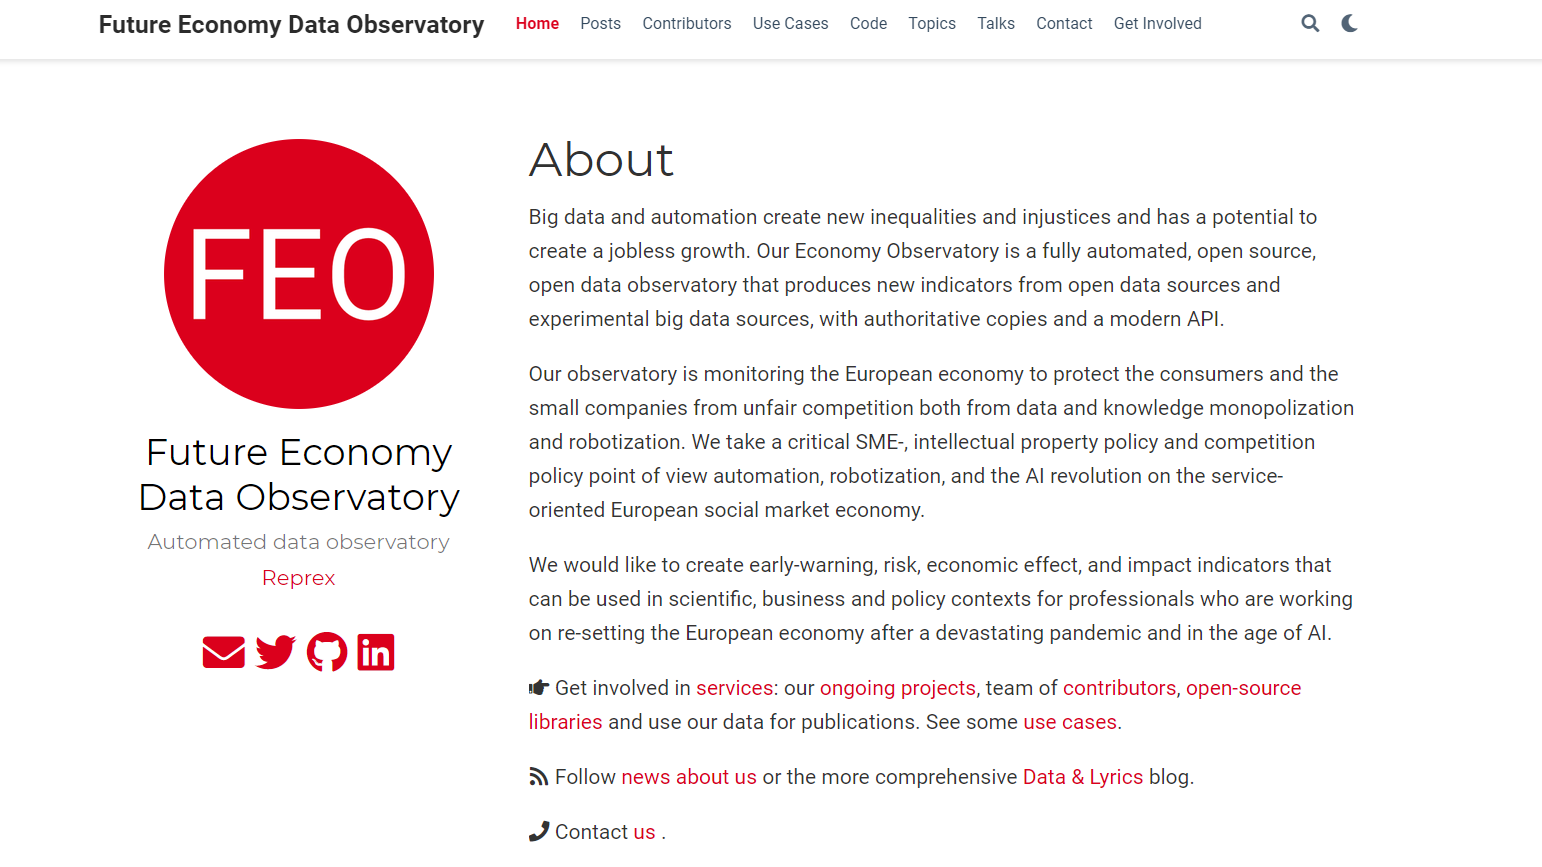 Future Economy Data Observatory
Home Posts Contributors Use Cases Code Topics Talks Contact Get Involved
FEO
Future Economy
Data Observatory
Automated data observatory
Reprex
About
Big data and automation create new inequalities and injustices and has a potential to
create a jobless growth. Our Economy Observatory is a fully automated, open source,
open data observatory that produces new indicators from open data sources and
experimental big data sources, with authoritative copies and a modern API.
Our observatory is monitoring the European economy to protect the consumers and the
small companies from unfair competition both from data and knowledge monopolization
and robotization. We take a critical SME-, intellectual property policy and competition
policy point of view automation, robotization, and the AI revolution on the service-
oriented European social market economy.
We would like to create early-warning, risk, economic effect, and impact indicators that
can be used in scientific, business and policy contexts for professionals who are working
on re-setting the European economy after a devastating pandemic and in the age of AI.
Get involved in services: our ongoing projects, team of contributors, open-source
libraries and use our data for publications. See some use cases.
Follow news about us or the more comprehensive Data & Lyrics blog.
Contact us .